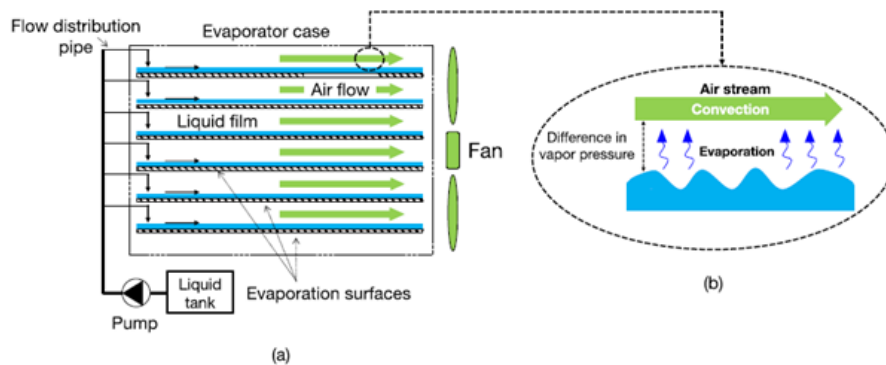 Flow distribution
pipe
Evaporator case
Air flow
Liquid film
Fan
Evaporation surfaces
Liquid
tank
Pump
(a)
Air stream
Convection
Difference in
vapor pressure
Evaporation
(b)